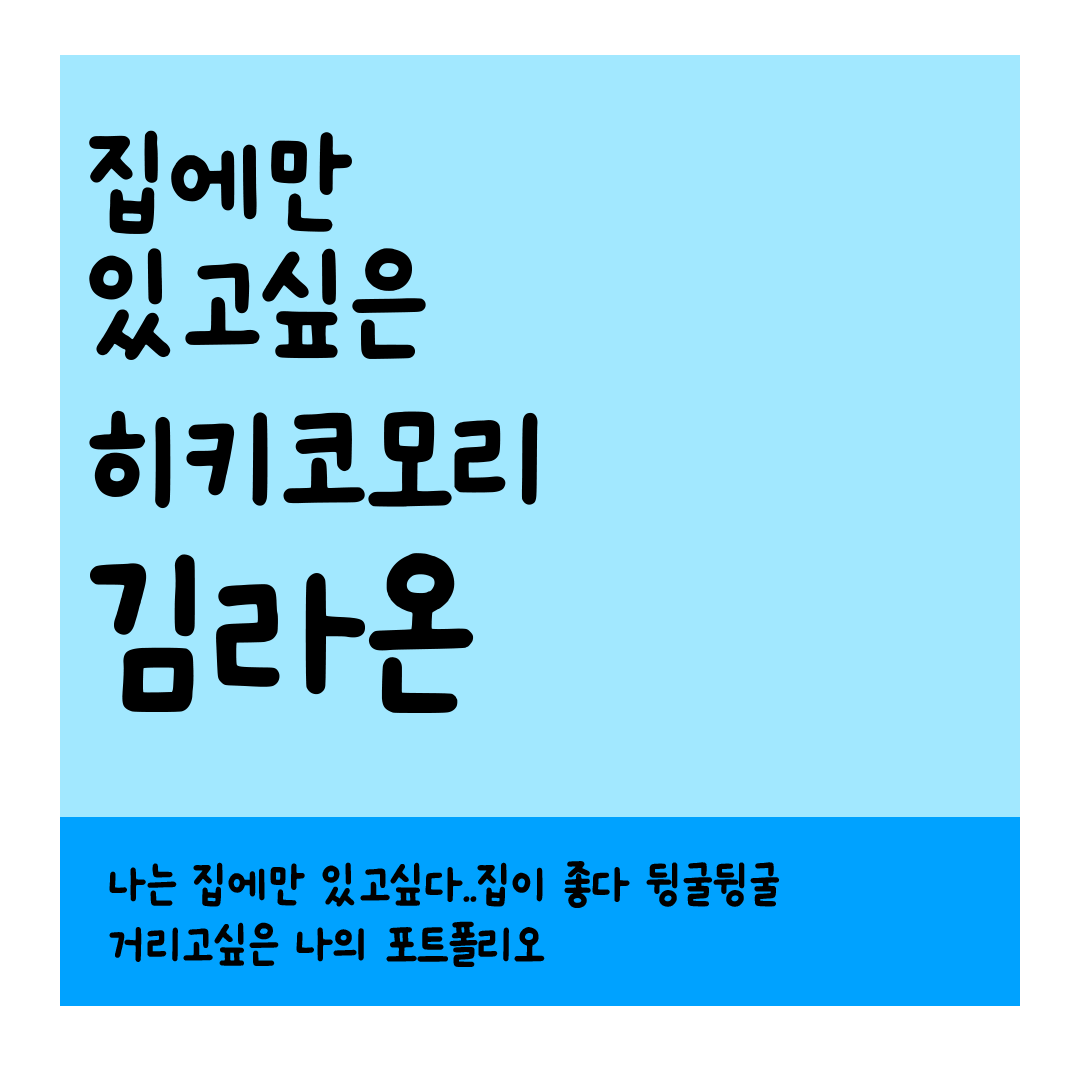 집에만
있고싶은
히키코모리
김라온
나는 집에만 있고싶다..집이 좋다 뒹굴뒹굴
거리고싶은 나의 포트폴리오